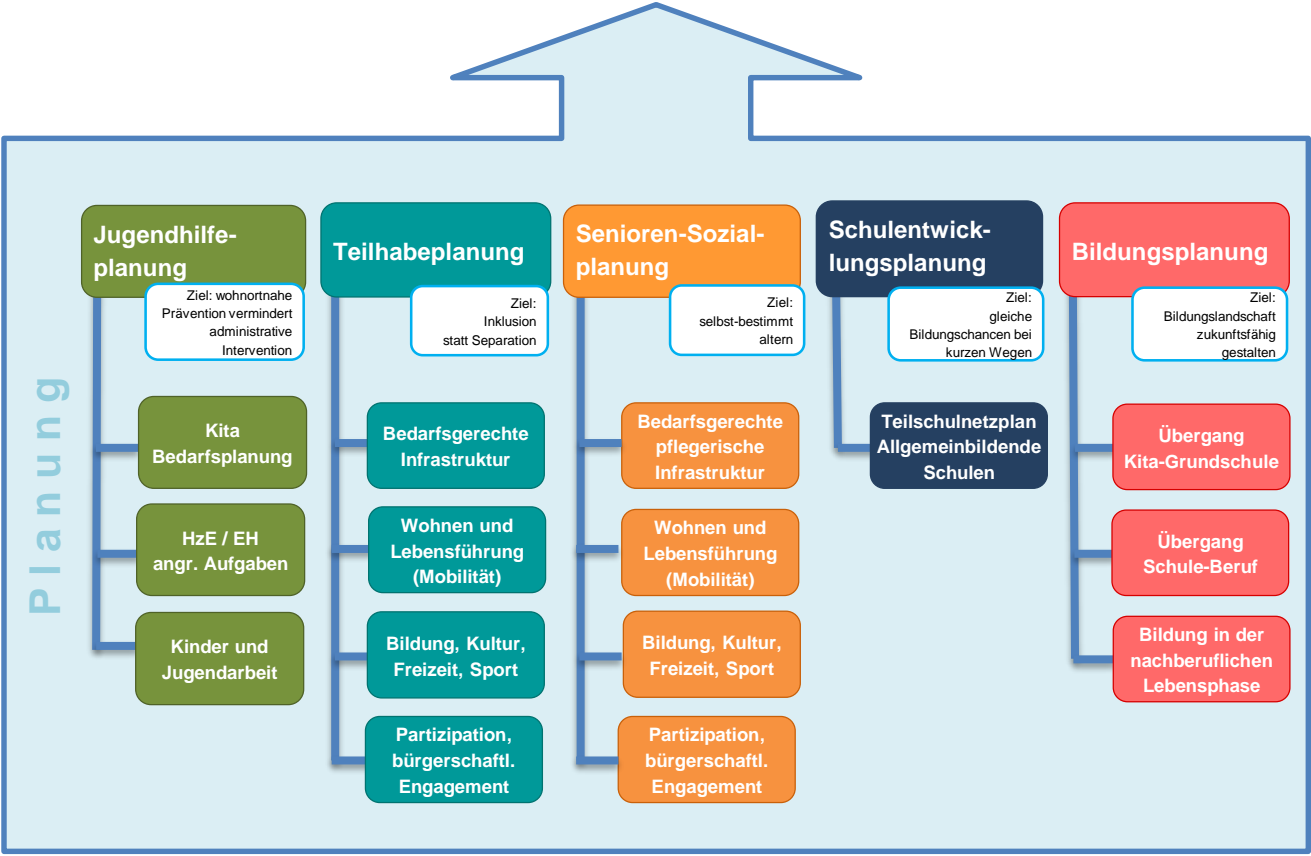 Planung
Jugendhilfe-
planung
Ziel: wohnortnahe
Prävention vermindert
administrative
Intervention
Kita
Bedarfsplanung
HzE / EH
angr. Aufgaben
Kinder und
Jugendarbeit
Teilhabeplanung
Ziel:
Inklusion
statt Separation
Bedarfsgerechte
Infrastruktur
Wohnen und
Lebensführung
(Mobilität)
Bildung, Kultur,
Freizeit, Sport
Partizipation,
bürgerschaftl.
Engagement
Senioren-Sozial-
planung
Ziel:
selbst-bestimmt
altern
Bedarfsgerechte
pflegerische
Infrastruktur
Wohnen und
Lebensführung
(Mobilität)
Bildung, Kultur,
Freizeit, Sport
Partizipation,
bürgerschaftl.
Engagement
Schulentwick-
lungsplanung
Ziel:
gleiche
Bildungschancen bei
kurzen Wegen
Teilschulnetzplan
Allgemeinbildende
Schulen
Bildungsplanung
Ziel:
Bildungslandschaft
zukunftsfähig
gestalten
Übergang
Kita-Grundschule
Übergang
Schule-Beruf
Bildung in der
nachberuflichen
Lebensphase